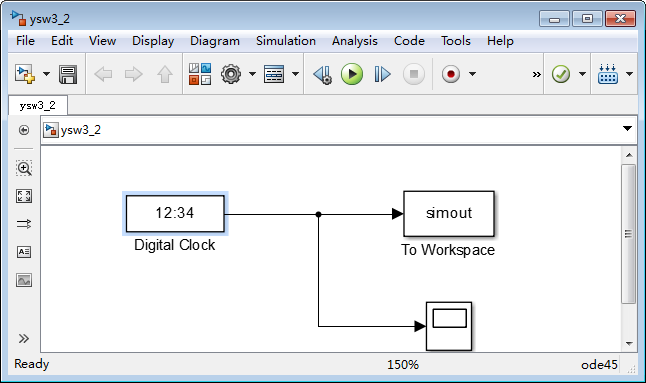 ysw3_2
File Edit View Display Diagram Simulation Analysis Code Tools Help
»
ysw3_2
ysw3_2
12:34
simout
Digital Clock
To Workspace
»
Ready 150% ode45